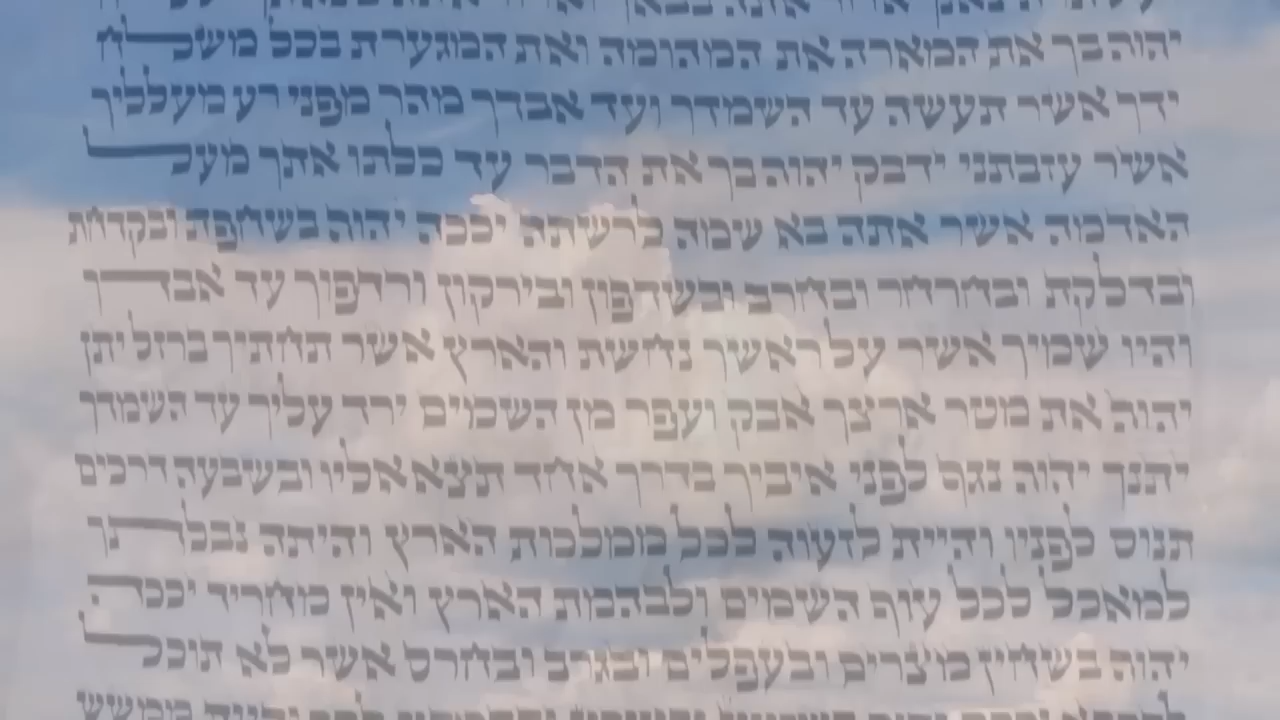 יהוה בך את המארה את המהומה ואת המגערת בכל משלח
ידך אשר תעשה עד השמדך ועד אבדך מהר מפני רע מעלליך
אשר עזבתני ידבק יהוה בך את הדבר עד כלתו אתך מעל
האדמה אשר אתה בא שמה לרשתה יככה יהוה בשחפת ובקדחת
ובדלקת ובחרחר ובחרב ובשדפון ובירקון ורדפוך עד אבדך
והיו שמיך אשר על ראשך נחשת והארץ אשר תחתיך ברזל יתן
יהוה את מטר ארצך אבק ועפר מן השמים ירד עליך עד השמדך
יתנך יהוה נגף לפני איביך בדרך אחד תצא אליו ובשבעה דרכים
תנוס לפניו והיית לזעוה לכל ממלכות הארץ והיתה נבלתך
למאכל לכל עוף השמים ולבהמת הארץ ואין מחריד יככה
יהוה בשחין מצרים ובעפלים ובגרב ובחרס אשר לא תוכל